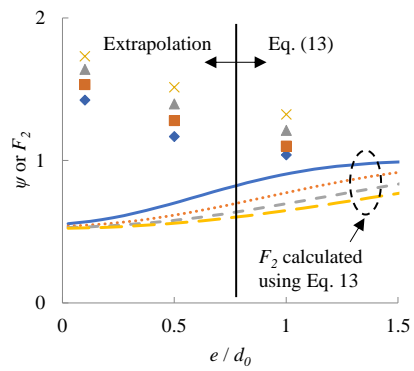 2
Extrapolation
Eq. (13)
ψ or F2
1
F2 calculated
using Eq. 13
0
0
0.5
1
1.5
e / d0